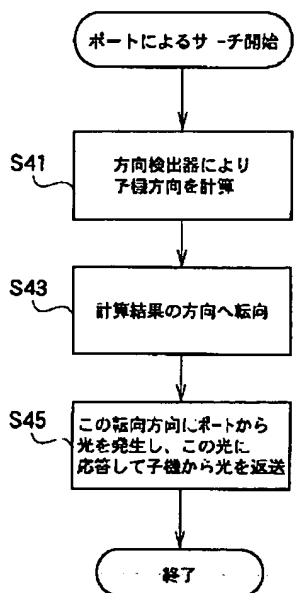 ポートによるサーチ開始
S41
方向検出器により
子機方向を計算
S43
計算結果の方向へ転向
S45
この転向方向にポートから
光を発生し、この光に
応答して子機から光を返送
終了